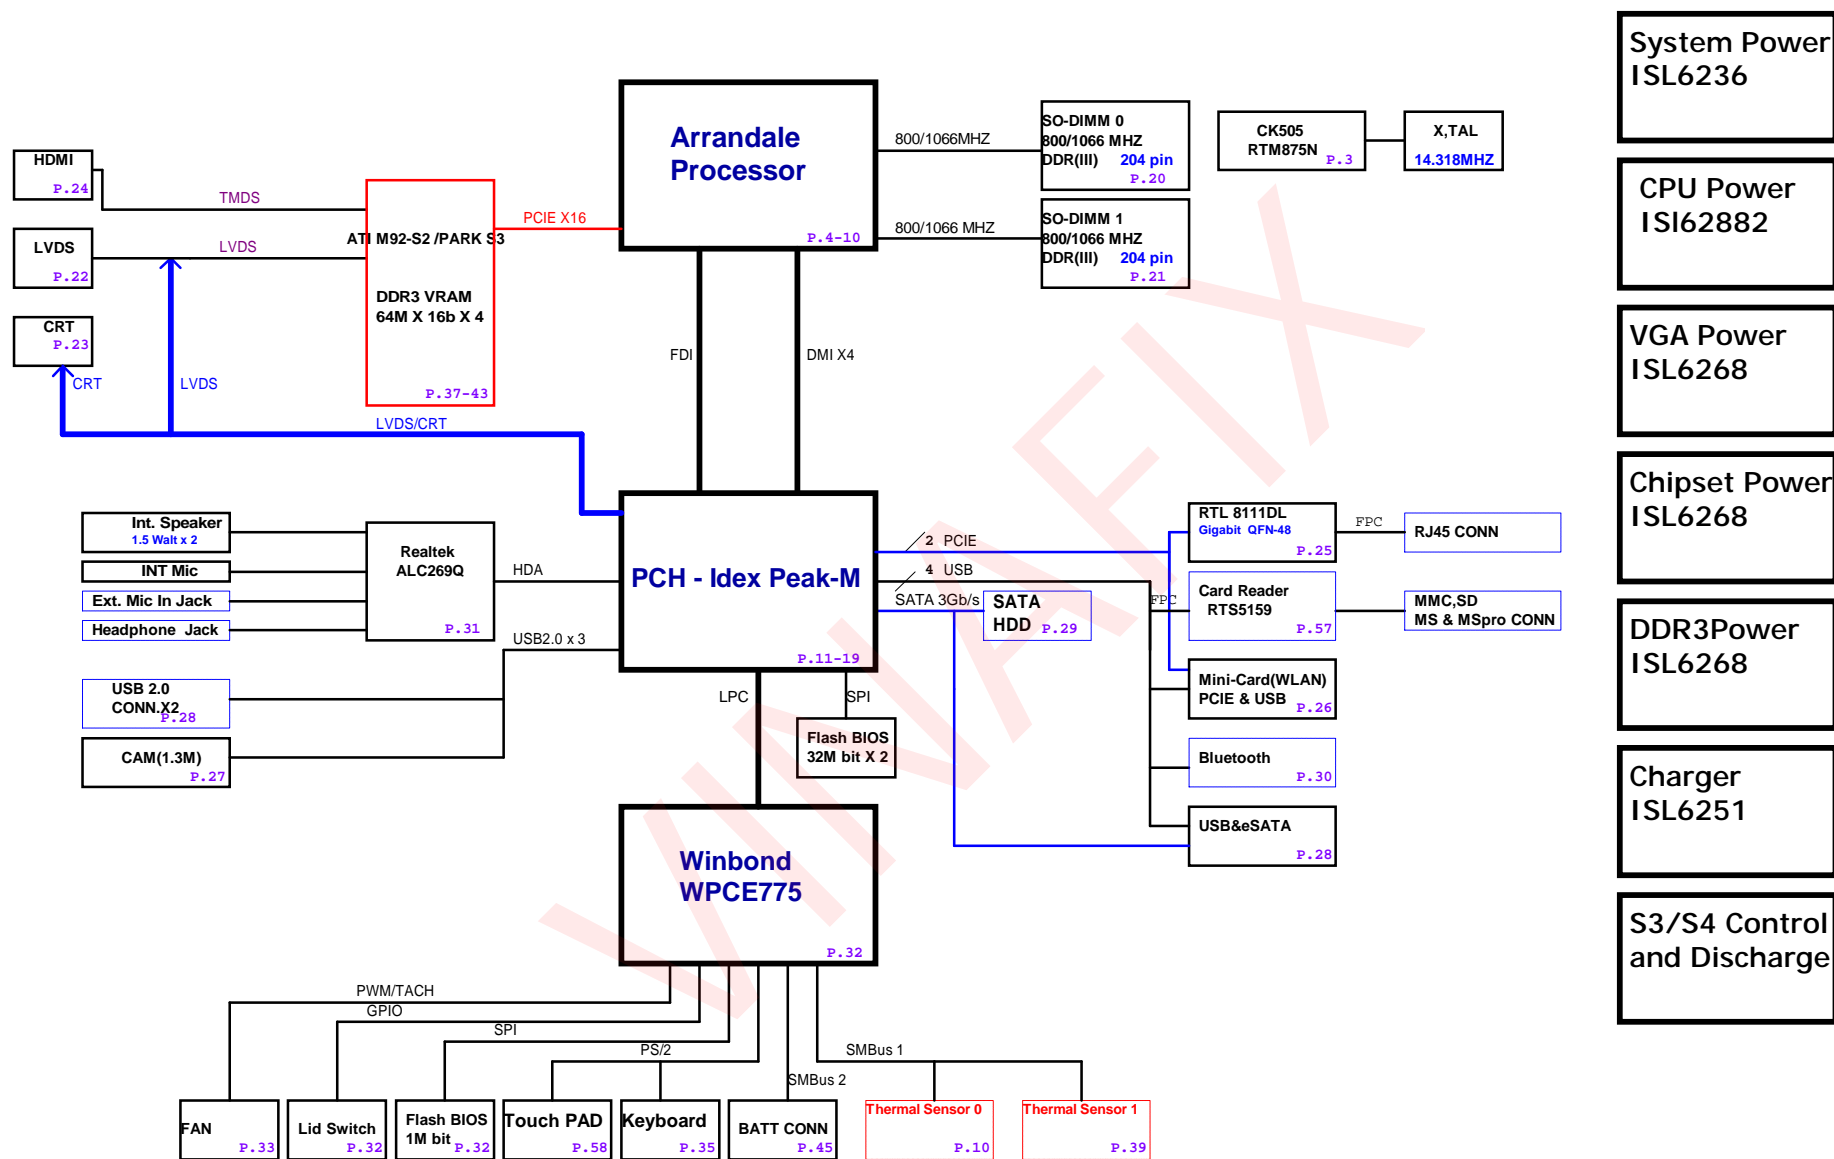 System Power
ISL6236
CPU Power
ISl62882
VGA Power
ISL6268
Chipset Power
ISL6268
DDR3Power
ISL6268
Charger
ISL6251
S3/S4 Control
and Discharge
Arrandale
Processor
P.4-10
800/1066MHZ
SO-DIMM 0
800/1066 MHZ
DDR(III) 204 pin
P.20
800/1066 MHZ
SO-DIMM 1
800/1066 MHZ
DDR(III) 204 pin
P.21
CK505
RTM875N
P.3
X,TAL
14.318MHZ
HDMI
P.24
TMDS
LVDS
P.22
LVDS
CRT
P.23
CRT
LVDS
LVDS/CRT
PCIE X16
ATI M92-S2 /PARK S3
DDR3 VRAM
64M X 16b X 4
P.37-43
FDI
DMI X4
Int. Speaker
1.5 Walt x 2
INT Mic
Ext. Mic In Jack
Headphone Jack
Realtek
ALC269Q
P.31
HDA
USB2.0 x 3
USB 2.0
CONN.X2
P.28
CAM(1.3M)
P.27
PCH - Idex Peak-M
P.11-19
2 PCIE
4 USB
SATA 3Gb/s
SATA
HDD P.29
RTL 8111DL
Gigabit QFN-48
P.25
FPC
RJ45 CONN
FPC
Card Reader
RTS5159
P.57
MMC,SD
MS & MSpro CONN
Mini-Card(WLAN)
PCIE & USB P.26
Bluetooth
P.30
USB&eSATA
P.28
LPC
SPI
Flash BIOS
32M bit X 2
Winbond
WPCE775
P.32
PWM/TACH
GPIO
SPI
PS/2
SMBus 1
SMBus 2
FAN
P.33
Lid Switch
P.32
Flash BIOS
1M bit P.32
Touch PAD
P.58
Keyboard
P.35
BATT CONN
P.45
Thermal Sensor 0
P.10
Thermal Sensor 1
P.39
VINAFIX